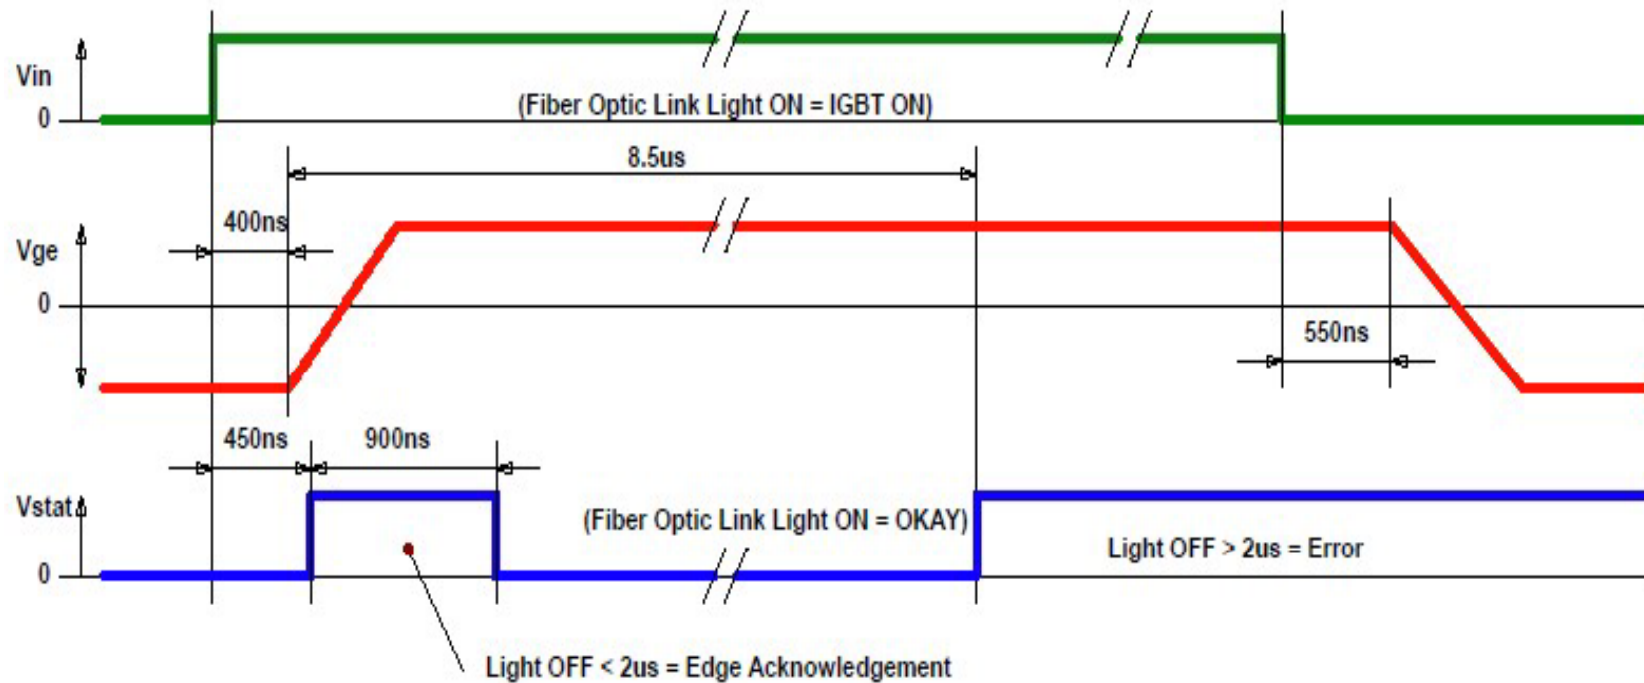 Vin
0
(Fiber Optic Link Light ON = IGBT ON)
8.5us
400ns
Vge
0
550ns
450ns
900ns
Vstat
(Fiber Optic Link Light ON = OKAY)
Light OFF > 2us = Error
0
Light OFF < 2us = Edge Acknowledgement